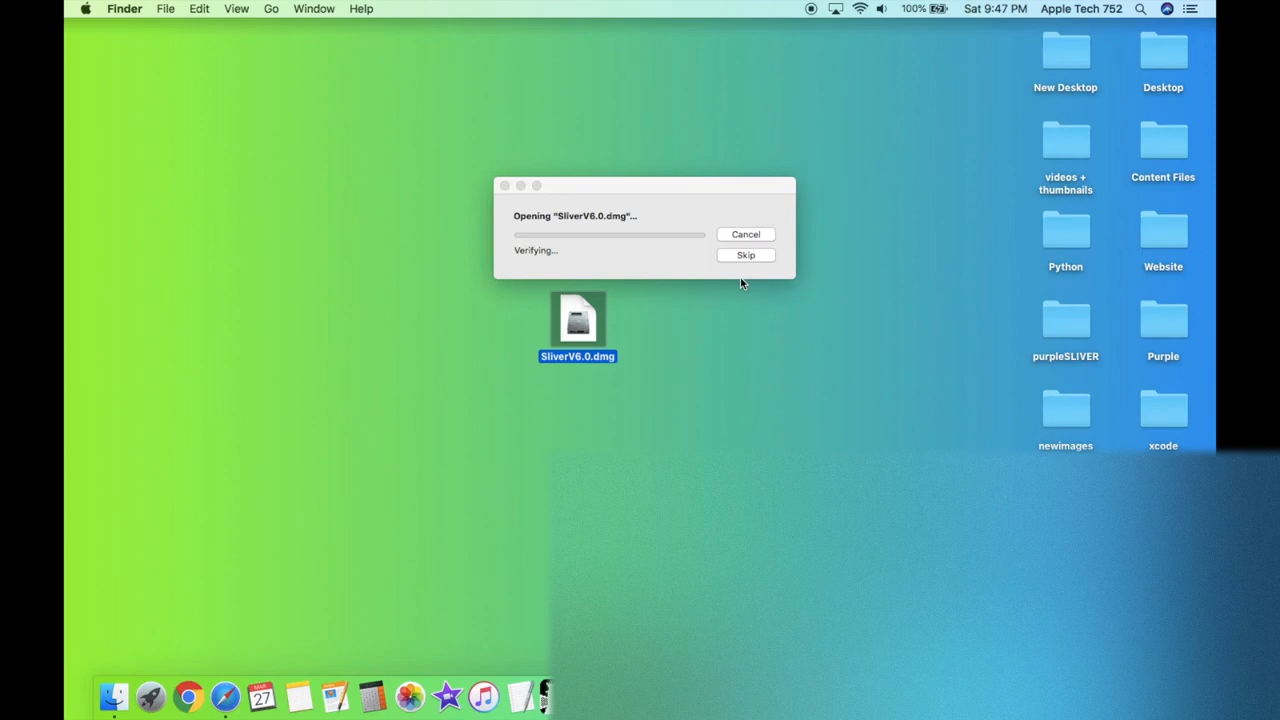 Finder File Edit View Go Window Help 100% Sat 9:47 PM Apple Tech 752
New Desktop Desktop
videos + thumbnails Content Files
Opening "SliverV6.0.dmg"...
Cancel
Verifying...
Skip
Python Website
SliverV6.0.dmg
purpleSLIVER Purple
newimages xcode
MAR
27